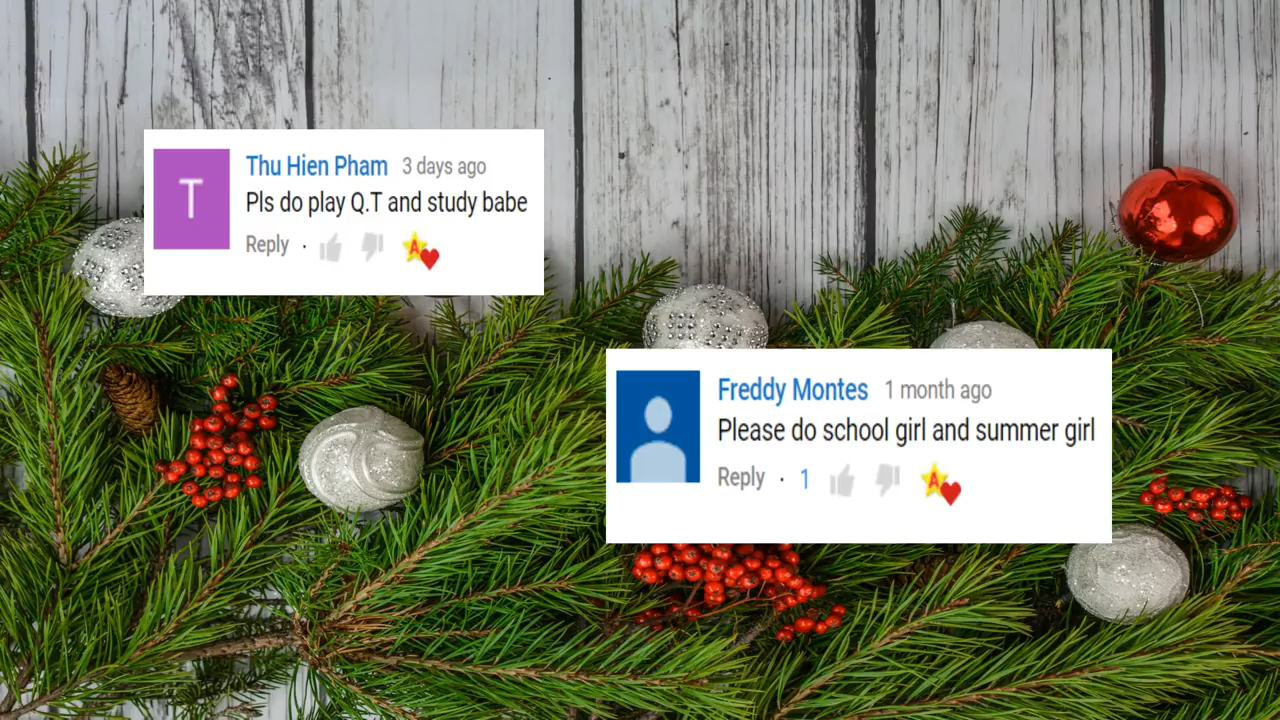 T
Thu Hien Pham 3 days ago
Pls do play Q.T and study babe
Reply ·
A
Freddy Montes 1 month ago
Please do school girl and summer girl
Reply · 1
A